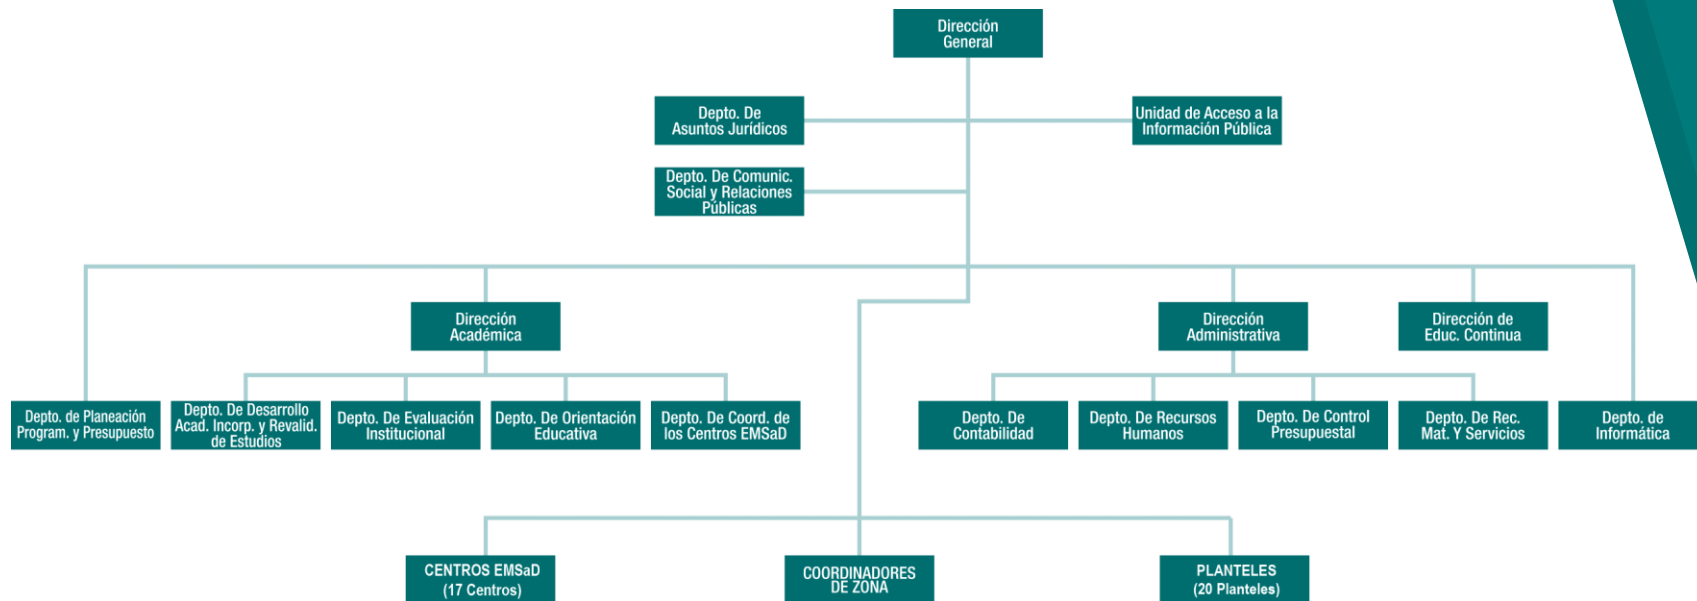 Dirección
General
Depto. De
Asuntos Jurídicos
Unidad de Acceso a la
Información Pública
Depto. De Comunic.
Social y Relaciones
Públicas
Dirección
Académica
Dirección
Administrativa
Dirección de
Educ. Continua
Depto. de Planeación
Program. y Presupuesto
Depto. De Desarrollo
Acad. Incorp. y Revalid.
de Estudios
Depto. De Evaluación
Institucional
Depto. De Orientación
Educativa
Depto. De Coord. de
los Centros EMSaD
Depto. De
Contabilidad
Depto. De Recursos
Humanos
Depto. De Control
Presupuestal
Depto. De Rec.
Mat. Y Servicios
Depto. de
Informática
CENTROS EMSaD
(17 Centros)
COORDINADORES
DE ZONA
PLANTELES
(20 Planteles)